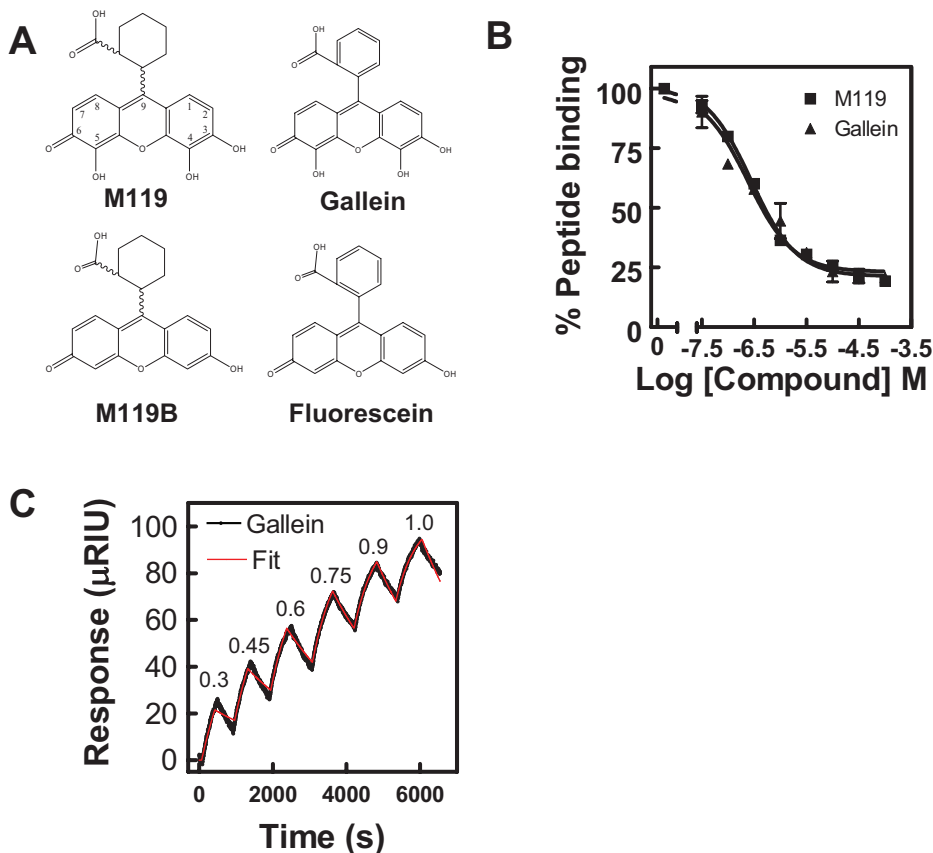 A
OH
O
8
9
1
7
2
6
5
4
3
O
O
OH
OH
M119
OH
O
O
O
OH
OH
OH
Gallein
OH
O
O
O
OH
M119B
OH
O
O
O
OH
Fluorescein
B
% Peptide binding
100
75
50
25
0
M119
Gallein
0 -7.5 -6.5 -5.5 -4.5 -3.5
Log [Compound] M
C
Response (μRIU)
100
80
60
40
20
0
Gallein
Fit
0.3
0.45
0.6
0.75
0.9
1.0
0 2000 4000 6000
Time (s)